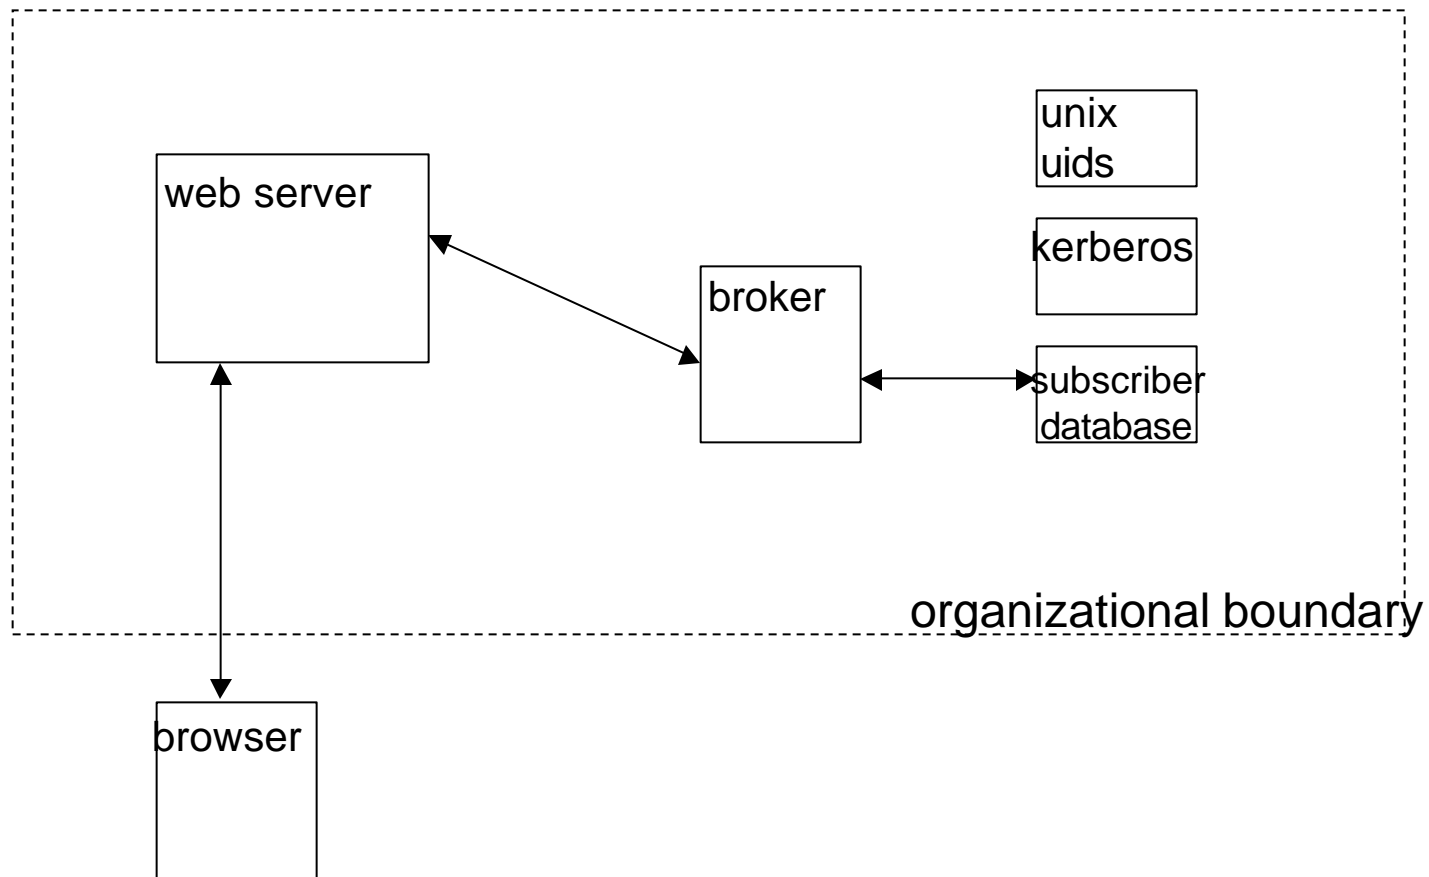 unix
uids
web server
kerberos
broker
subscriber
database
organizational boundary
browser